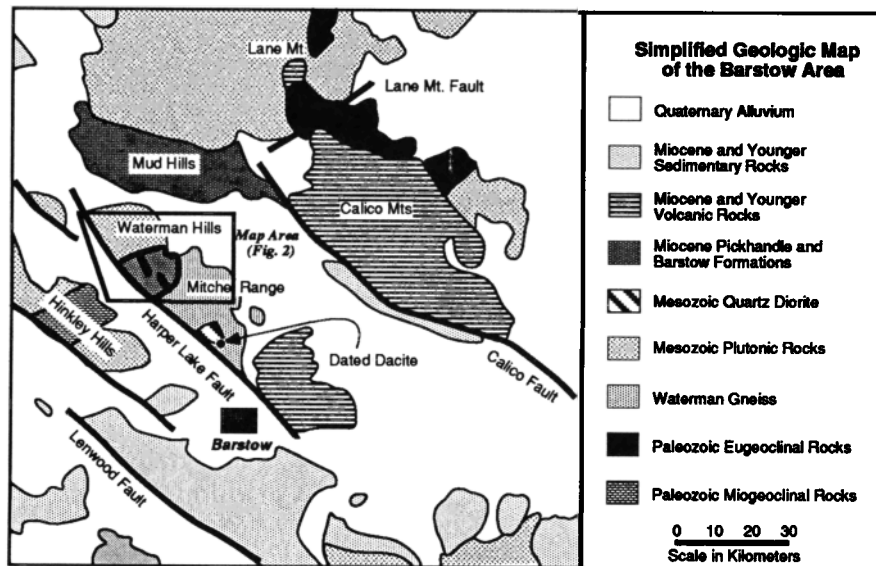 Lane Mt.
Lane Mt. Fault
Mud Hills
Calico Mts
Waterman Hills
Map Area
(Fig. 2)
Mitchel Range
Hinkley Hills
Harper Lake Fault
Dated Dacite
Calico Fault
Barstow
Lenwood Fault
Simplified Geologic Map
of the Barstow Area
Quaternary Alluvium
Miocene and Younger
Sedimentary Rocks
Miocene and Younger
Volcanic Rocks
Miocene Pickhandle and
Barstow Formations
Mesozoic Quartz Diorite
Mesozoic Plutonic Rocks
Waterman Gneiss
Paleozoic Eugeoclinal Rocks
Paleozoic Miogeoclinal Rocks
0 10 20 30
Scale in Kilometers